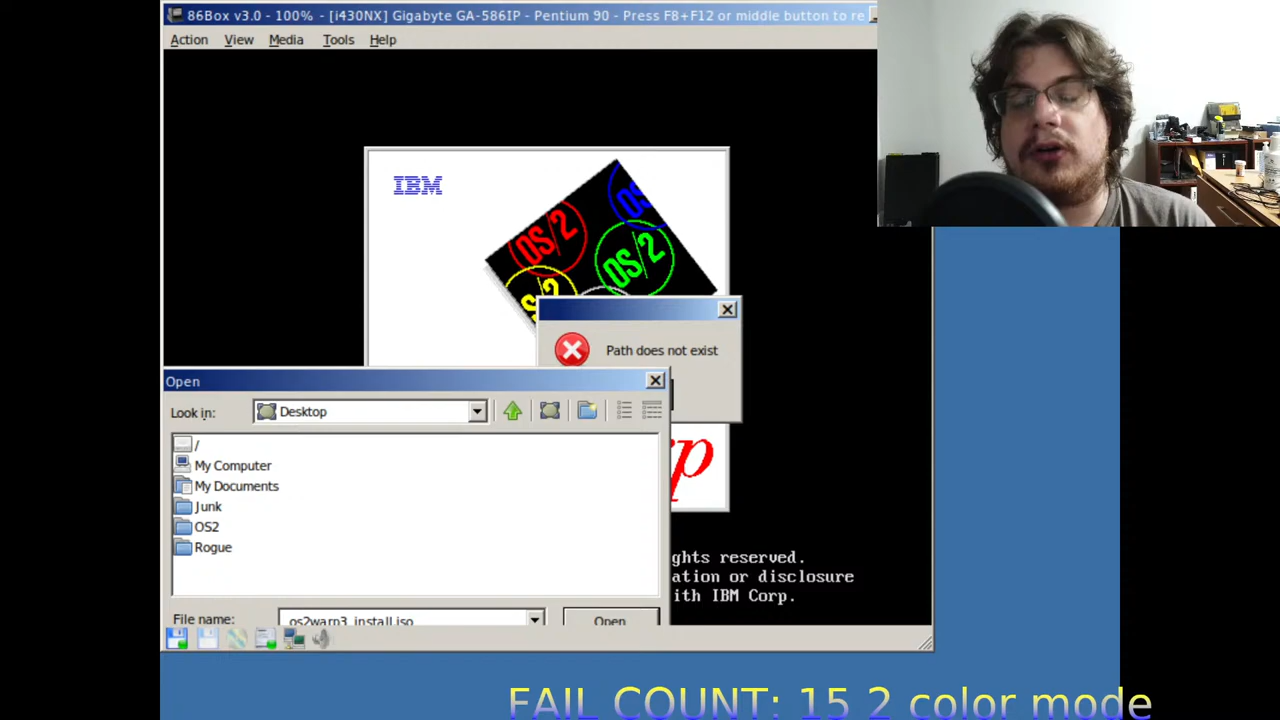 86Box v3.0 - 100% - [i430NX] Gigabyte GA-586IP - Pentium 90 - Press F8+F12 or middle button to re
Action View Media Tools Help
IBM
OS/2
OS
OS/2
S/2
Path does not exist
Open
Look in: Desktop
/
My Computer
My Documents
Junk
OS2
Rogue
File name: os2warp3_install.iso Open
rp
ghts reserved.
ation or disclosure
ith IBM Corp.
FAIL COUNT: 15 2 color mode